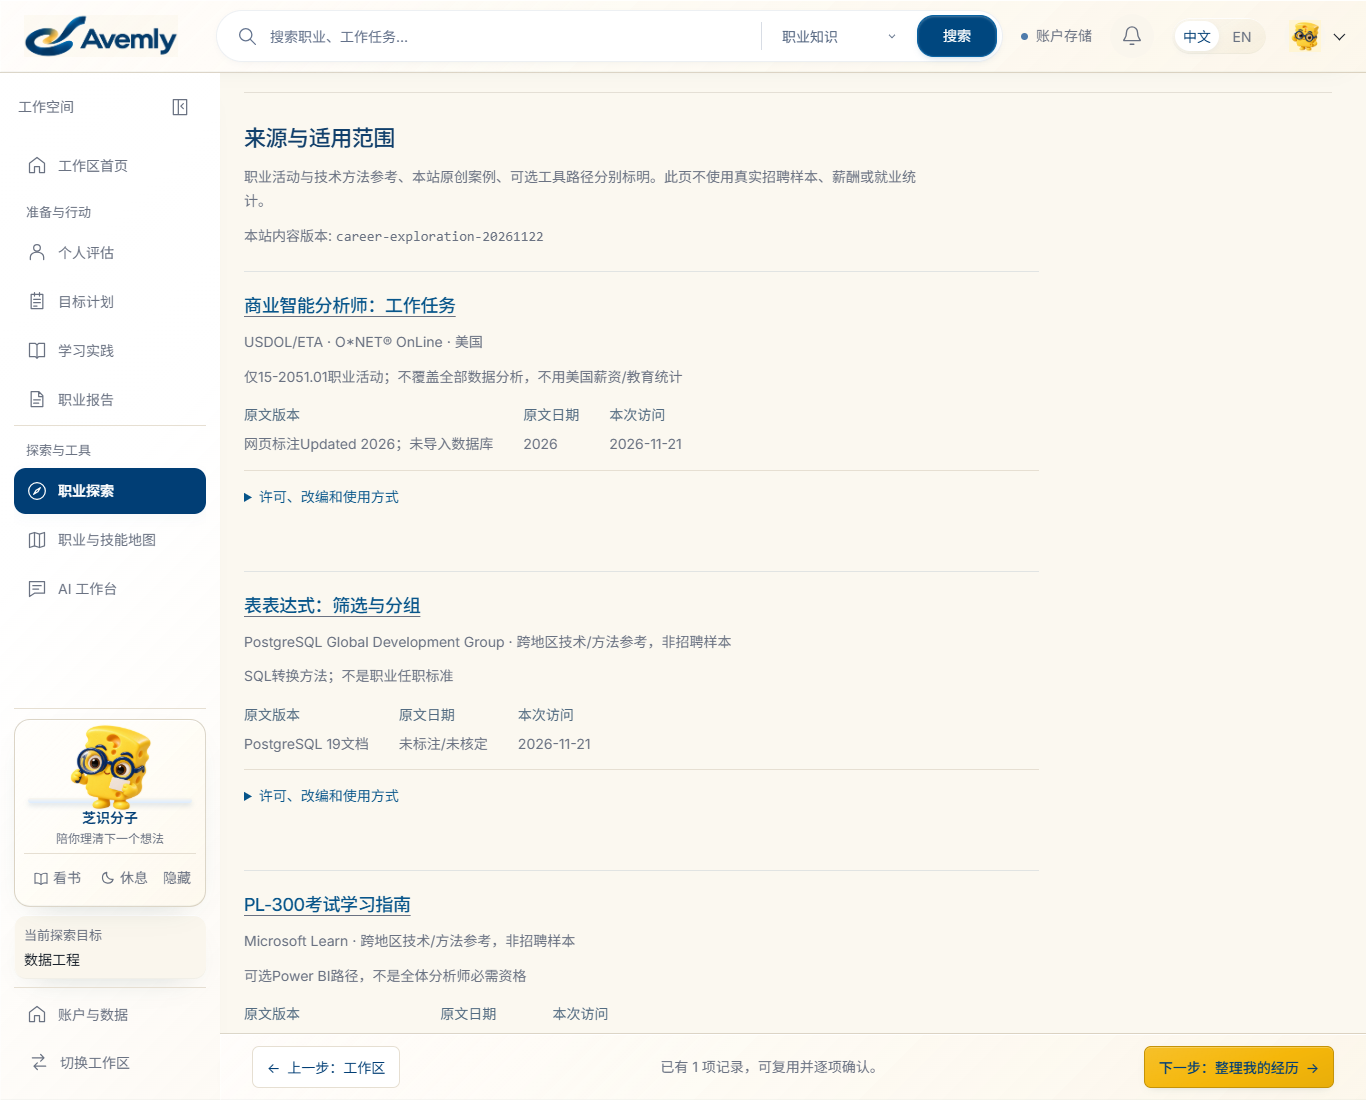 Avemly
搜索职业、工作任务...
职业知识
搜索
账户存储
中文
EN
工作空间
工作区首页
准备与行动
个人评估
目标计划
学习实践
职业报告
探索与工具
职业探索
职业与技能地图
AI 工作台
芝识分子
陪你理清下一个想法
看书
休息
隐藏
当前探索目标
数据工程
账户与数据
切换工作区
来源与适用范围
职业活动与技术方法参考、本站原创案例、可选工具路径分别标明。此页不使用真实招聘样本、薪酬或就业统
计。
本站内容版本: career-exploration-20261122
商业智能分析师：工作任务
USDOL/ETA · O*NET® OnLine · 美国
仅15-2051.01职业活动；不覆盖全部数据分析，不用美国薪资/教育统计
原文版本 原文日期 本次访问
网页标注Updated 2026；未导入数据库 2026 2026-11-21
许可、改编和使用方式
表表达式：筛选与分组
PostgreSQL Global Development Group · 跨地区技术/方法参考，非招聘样本
SQL转换方法；不是职业任职标准
原文版本 原文日期 本次访问
PostgreSQL 19文档 未标注/未核定 2026-11-21
许可、改编和使用方式
PL-300考试学习指南
Microsoft Learn · 跨地区技术/方法参考，非招聘样本
可选Power BI路径，不是全体分析师必需资格
原文版本 原文日期 本次访问
← 上一步：工作区
已有 1 项记录，可复用并逐项确认。
下一步：整理我的经历 →